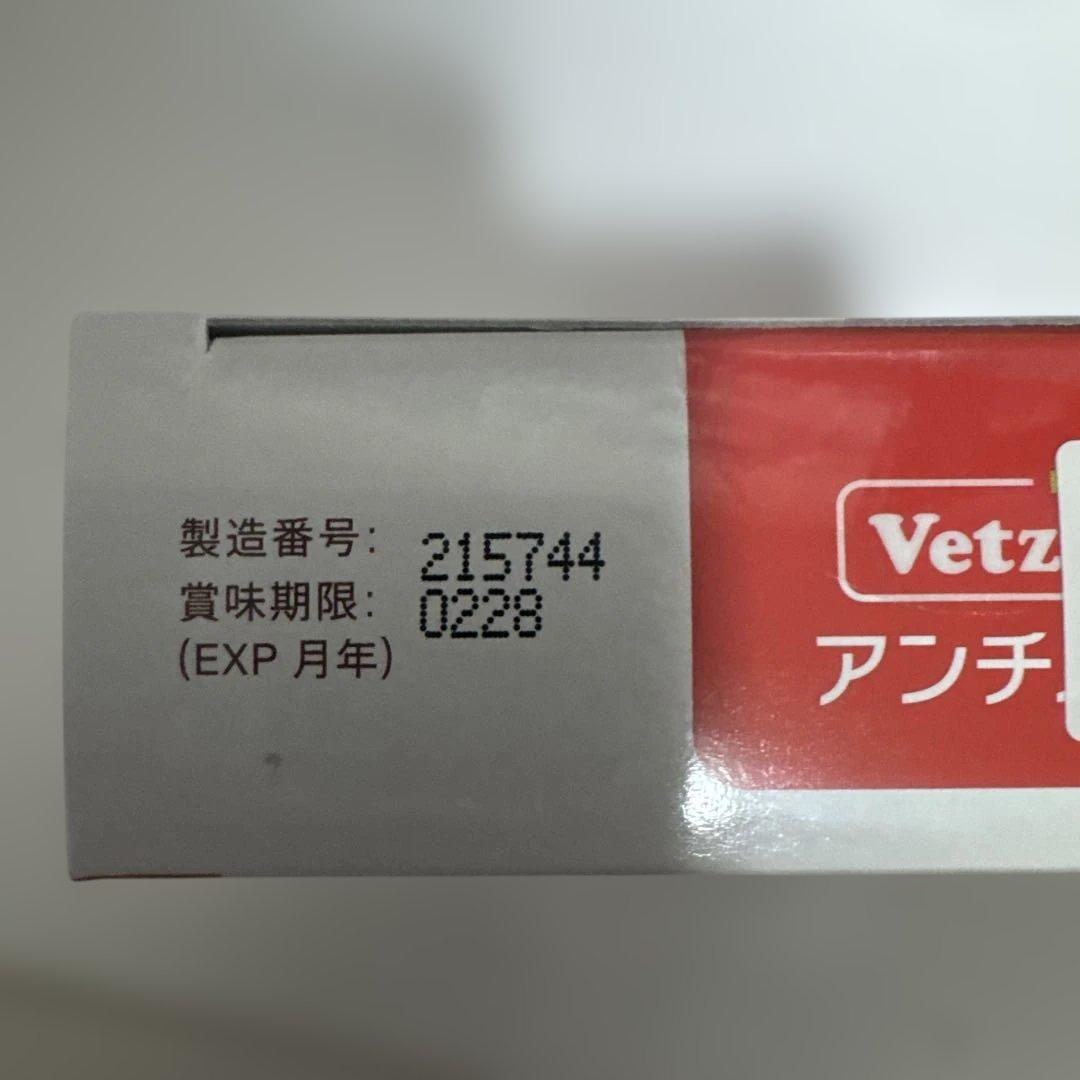 製造番号: 215744
賞味期限: 0228
(EXP 月年)
Vetz
アンチ